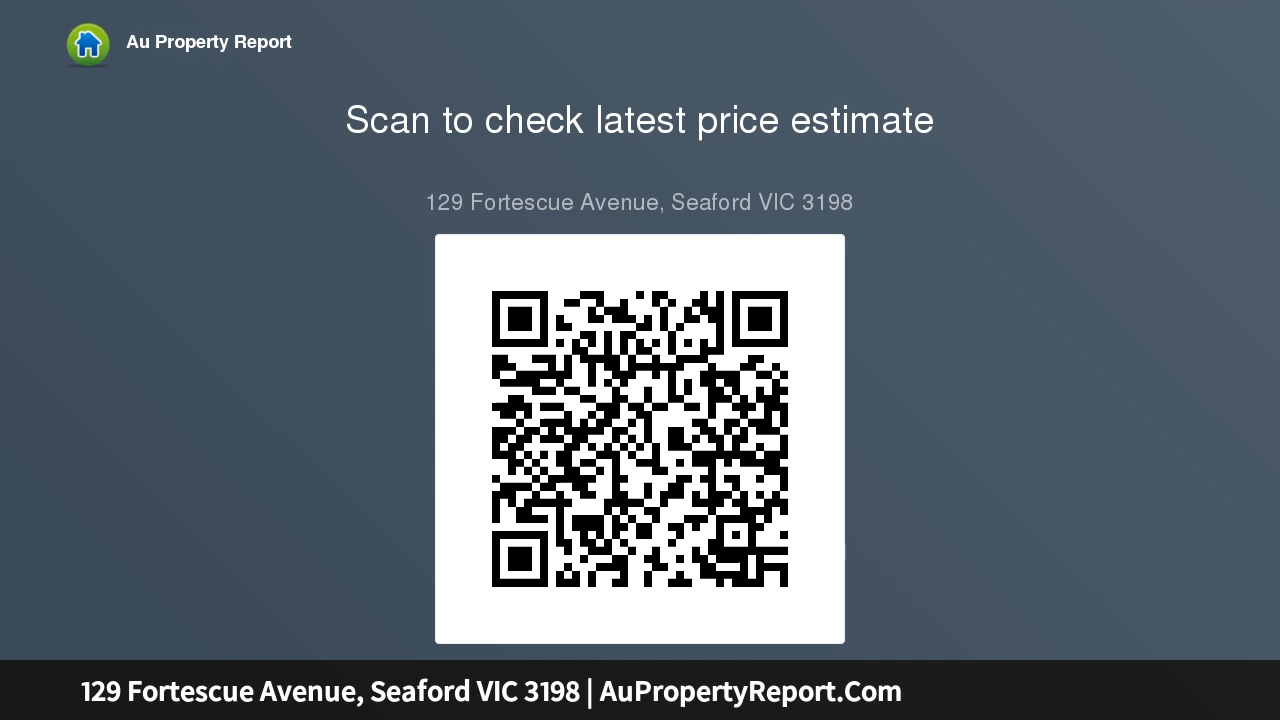 Au Property Report
Scan to check latest price estimate
129 Fortescue Avenue, Seaford VIC 3198
129 Fortescue Avenue, Seaford VIC 3198 | AuPropertyReport.Com